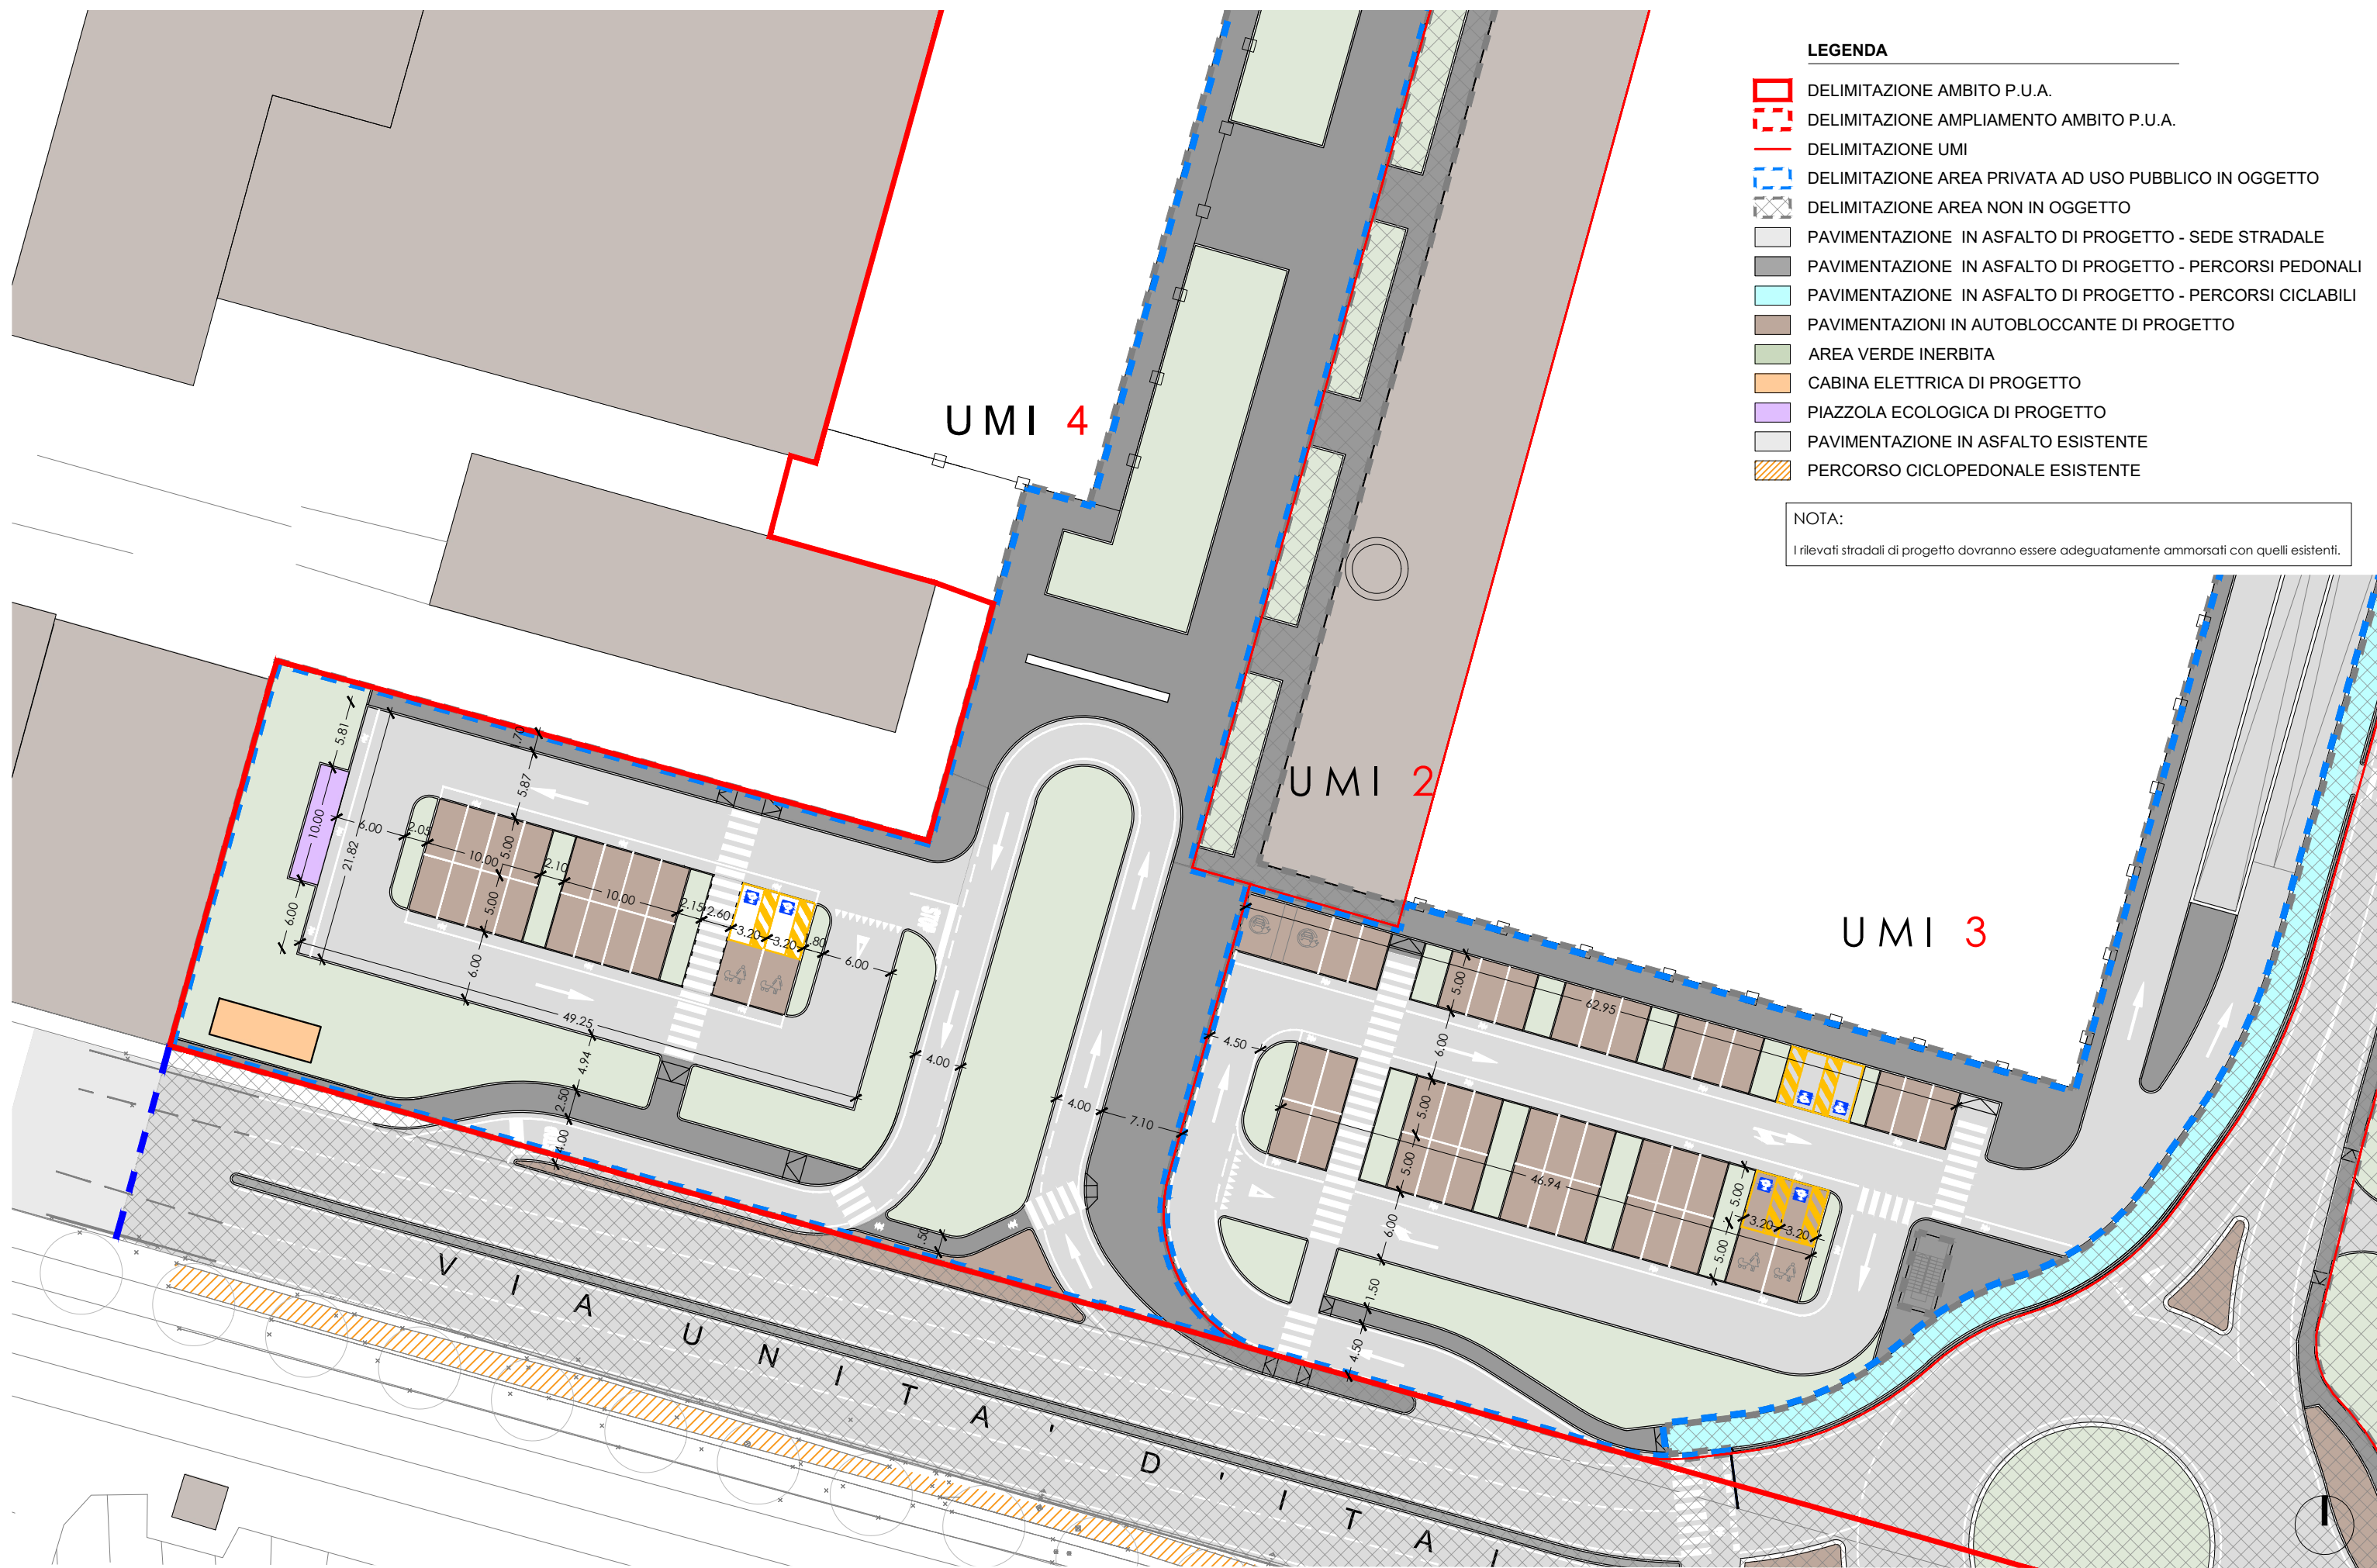 LEGENDA
DELIMITAZIONE AMBITO P.U.A.
DELIMITAZIONE AMPLIAMENTO AMBITO P.U.A.
DELIMITAZIONE UMI
DELIMITAZIONE AREA PRIVATA AD USO PUBBLICO IN OGGETTO
DELIMITAZIONE AREA NON IN OGGETTO
PAVIMENTAZIONE IN ASFALTO DI PROGETTO - SEDE STRADALE
PAVIMENTAZIONE IN ASFALTO DI PROGETTO - PERCORSI PEDONALI
PAVIMENTAZIONE IN ASFALTO DI PROGETTO - PERCORSI CICLABILI
PAVIMENTAZIONI IN AUTOBLOCCANTE DI PROGETTO
AREA VERDE INERBITA
CABINA ELETTRICA DI PROGETTO
PIAZZOLA ECOLOGICA DI PROGETTO
PAVIMENTAZIONE IN ASFALTO ESISTENTE
PERCORSO CICLOPEDONALE ESISTENTE
NOTA:
I rilevati stradali di progetto dovranno essere adeguatamente ammorsati con quelli esistenti.
UMI 4
UMI 2
UMI 3
5.81
1.70
5.87
10.00
21.82
6.00
2.05
10.00
5.00
2.10
10.00
5.00
2.15
2.60
3.20
3.20
.80
6.00
6.00
6.00
49.25
4.94
2.50
4.00
4.00
4.00
7.10
.50
4.50
5.00
62.95
6.00
5.00
5.00
46.94
5.00
3.20
3.20
5.00
6.00
1.50
4.50
VIA UNITA' D'ITAL
I